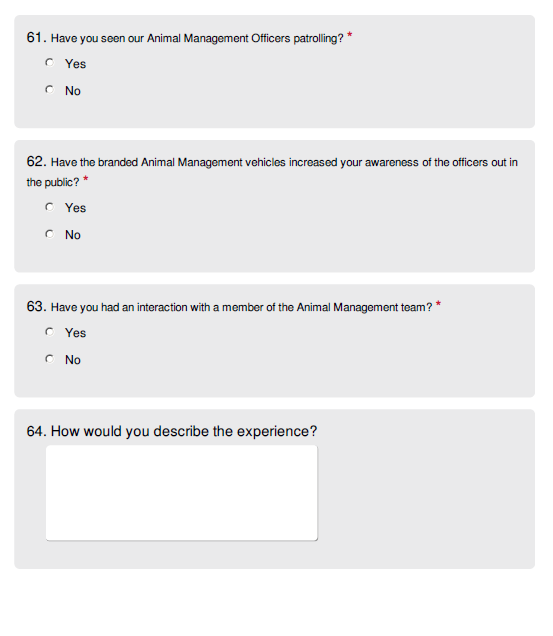 61. Have you seen our Animal Management Officers patrolling? *
Yes
No
62. Have the branded Animal Management vehicles increased your awareness of the officers out in
the public? *
Yes
No
63. Have you had an interaction with a member of the Animal Management team? *
Yes
No
64. How would you describe the experience?